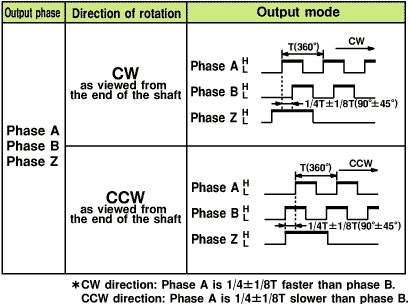 Output phase
Direction of rotation
Output mode
Phase A
Phase B
Phase Z
CW
as viewed from
the end of the shaft
T(360°)
CW
Phase A H L
Phase B H L
1/4T±1/8T(90°±45°)
Phase Z H L
CCW
as viewed from
the end of the shaft
T(360°)
CCW
Phase A H L
Phase B H L
1/4T±1/8T(90°±45°)
Phase Z H L
*CW direction: Phase A is 1/4±1/8T faster than phase B.
CCW direction: Phase A is 1/4±1/8T slower than phase B.